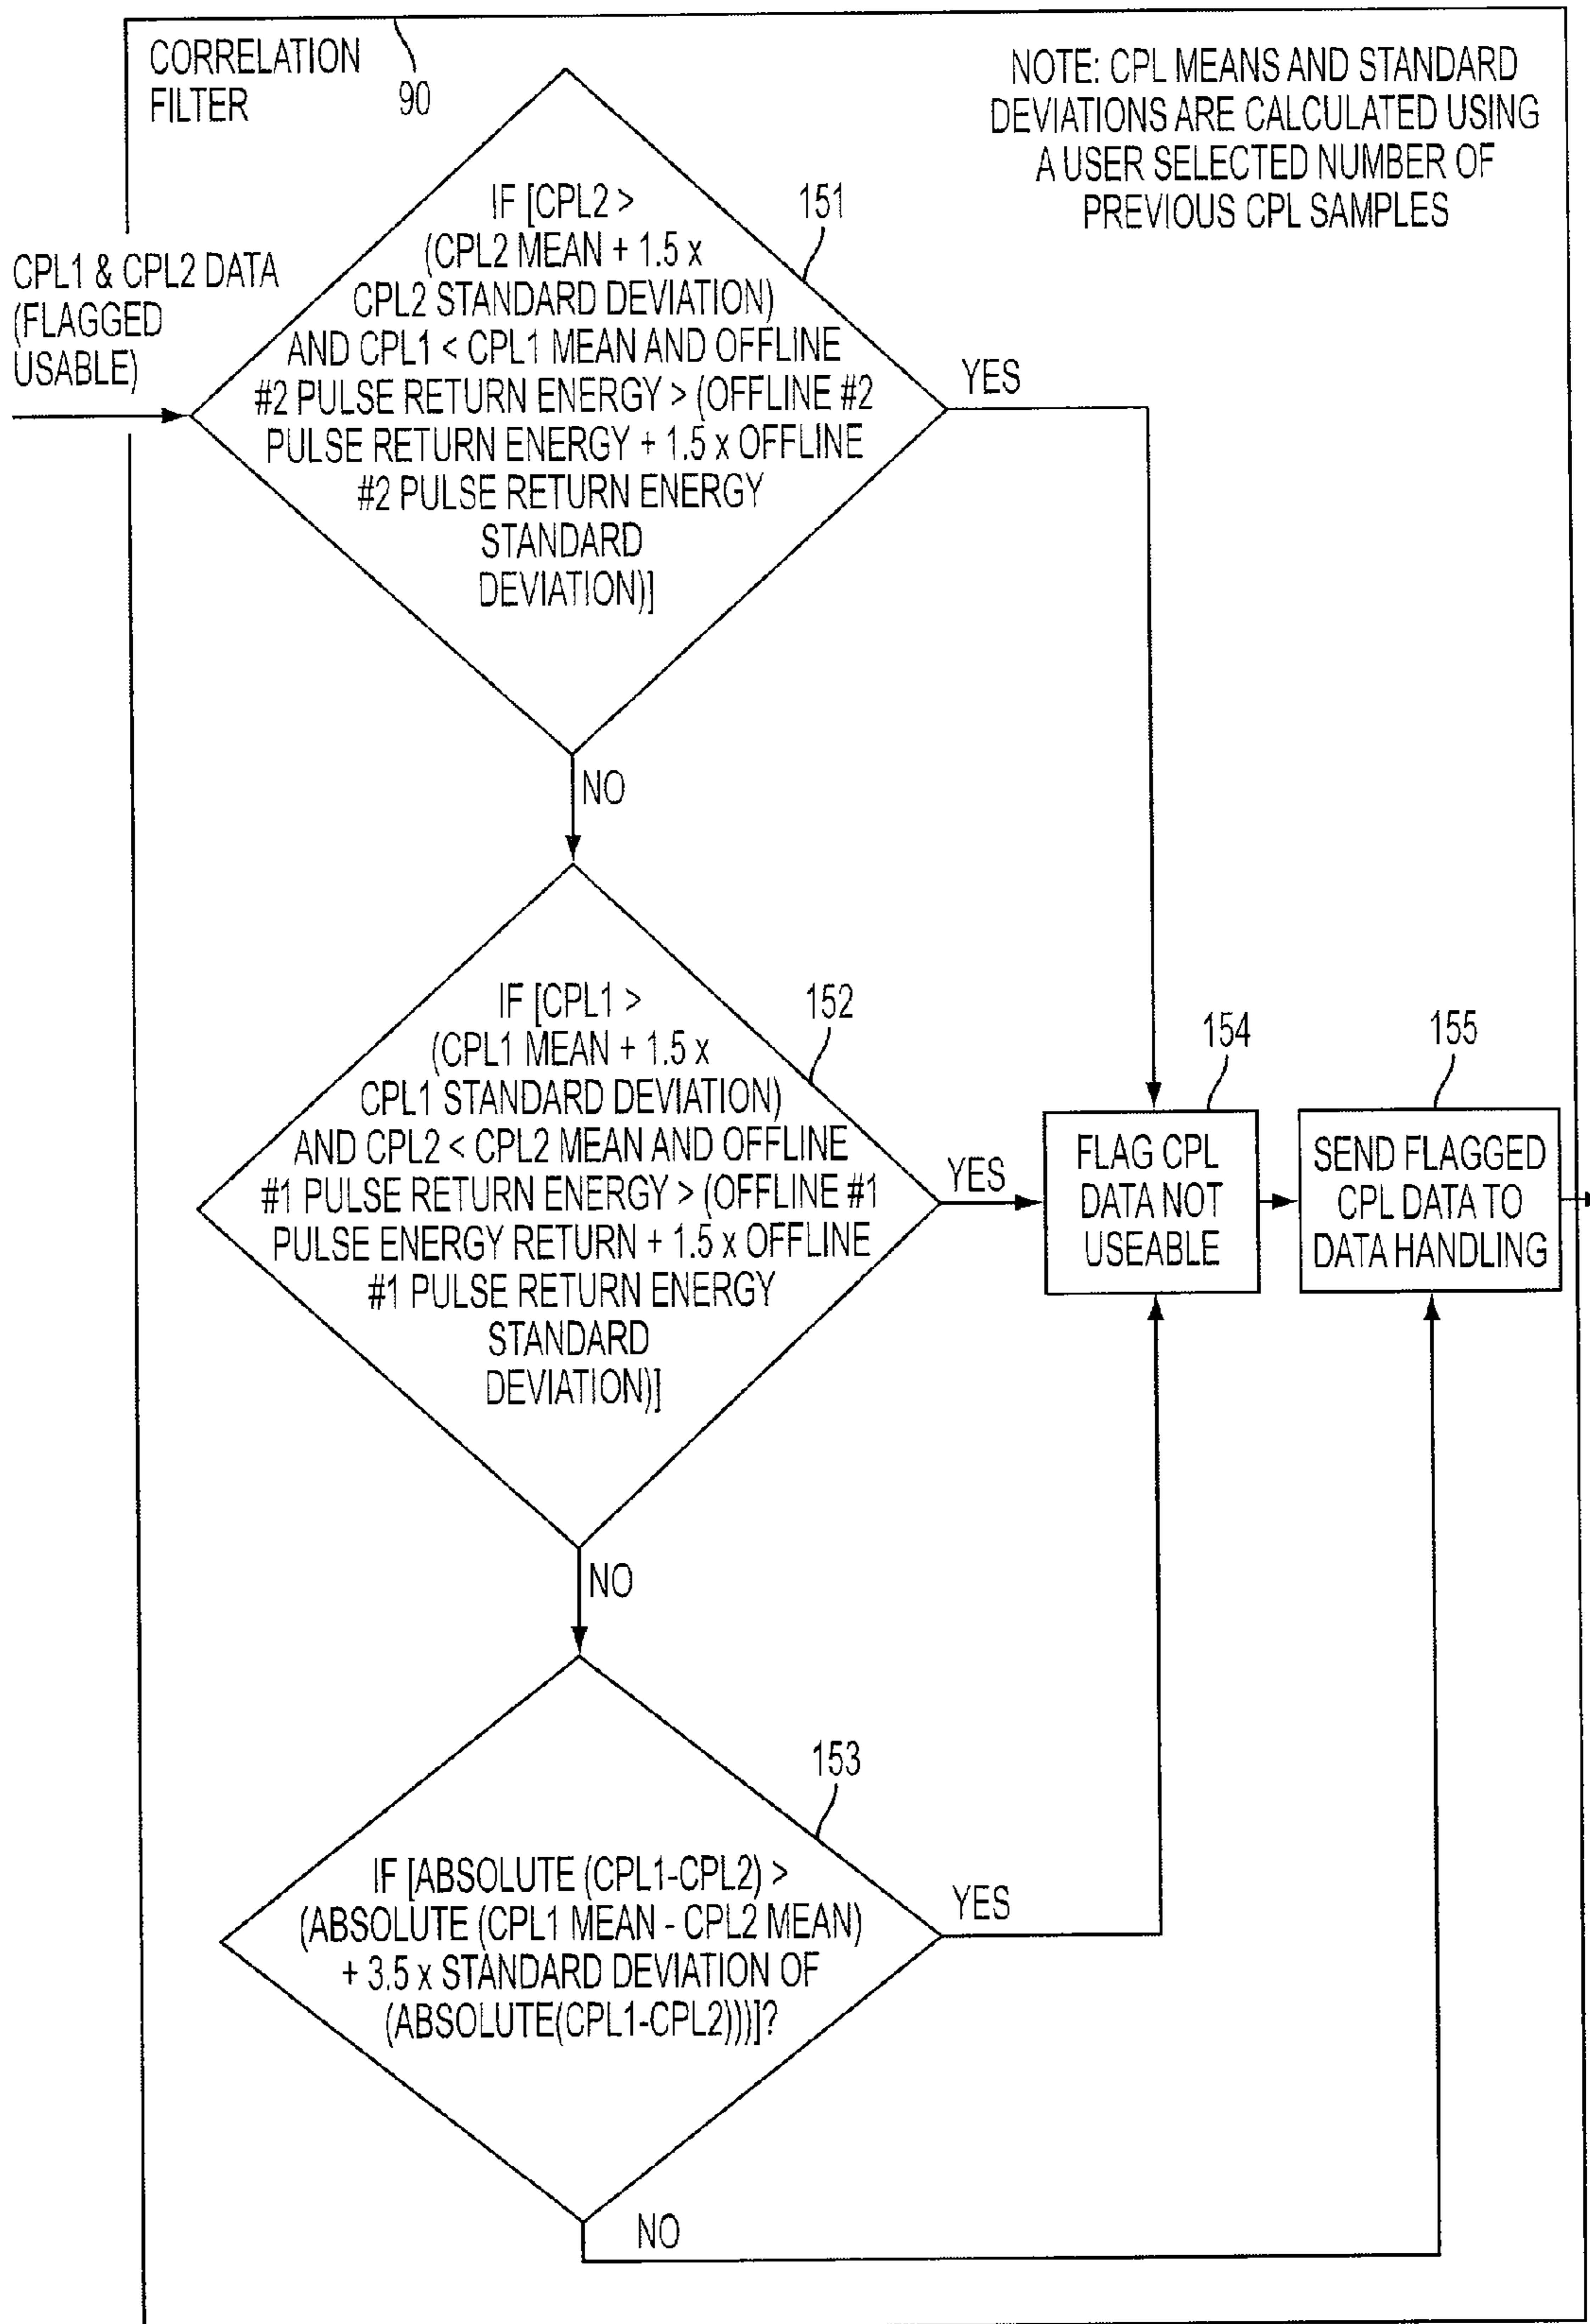 CORRELATION
FILTER
90
NOTE: CPL MEANS AND STANDARD
DEVIATIONS ARE CALCULATED USING
A USER SELECTED NUMBER OF
PREVIOUS CPL SAMPLES
CPL1 & CPL2 DATA
(FLAGGED
USABLE)
151
IF [CPL2 >
(CPL2 MEAN + 1.5 x
CPL2 STANDARD DEVIATION)
AND CPL1 < CPL1 MEAN AND OFFLINE
#2 PULSE RETURN ENERGY > (OFFLINE #2
PULSE RETURN ENERGY + 1.5 x OFFLINE
#2 PULSE RETURN ENERGY
STANDARD
DEVIATION)]
YES
NO
152
IF [CPL1 >
(CPL1 MEAN + 1.5 x
CPL1 STANDARD DEVIATION)
AND CPL2 < CPL2 MEAN AND OFFLINE
#1 PULSE RETURN ENERGY > (OFFLINE #1
PULSE ENERGY RETURN + 1.5 x OFFLINE
#1 PULSE RETURN ENERGY
STANDARD
DEVIATION)]
YES
NO
154
FLAG CPL
DATA NOT
USEABLE
155
SEND FLAGGED
CPL DATA TO
DATA HANDLING
153
IF [ABSOLUTE (CPL1-CPL2) >
(ABSOLUTE (CPL1 MEAN - CPL2 MEAN)
+ 3.5 x STANDARD DEVIATION OF
(ABSOLUTE(CPL1-CPL2)))]?
YES
NO